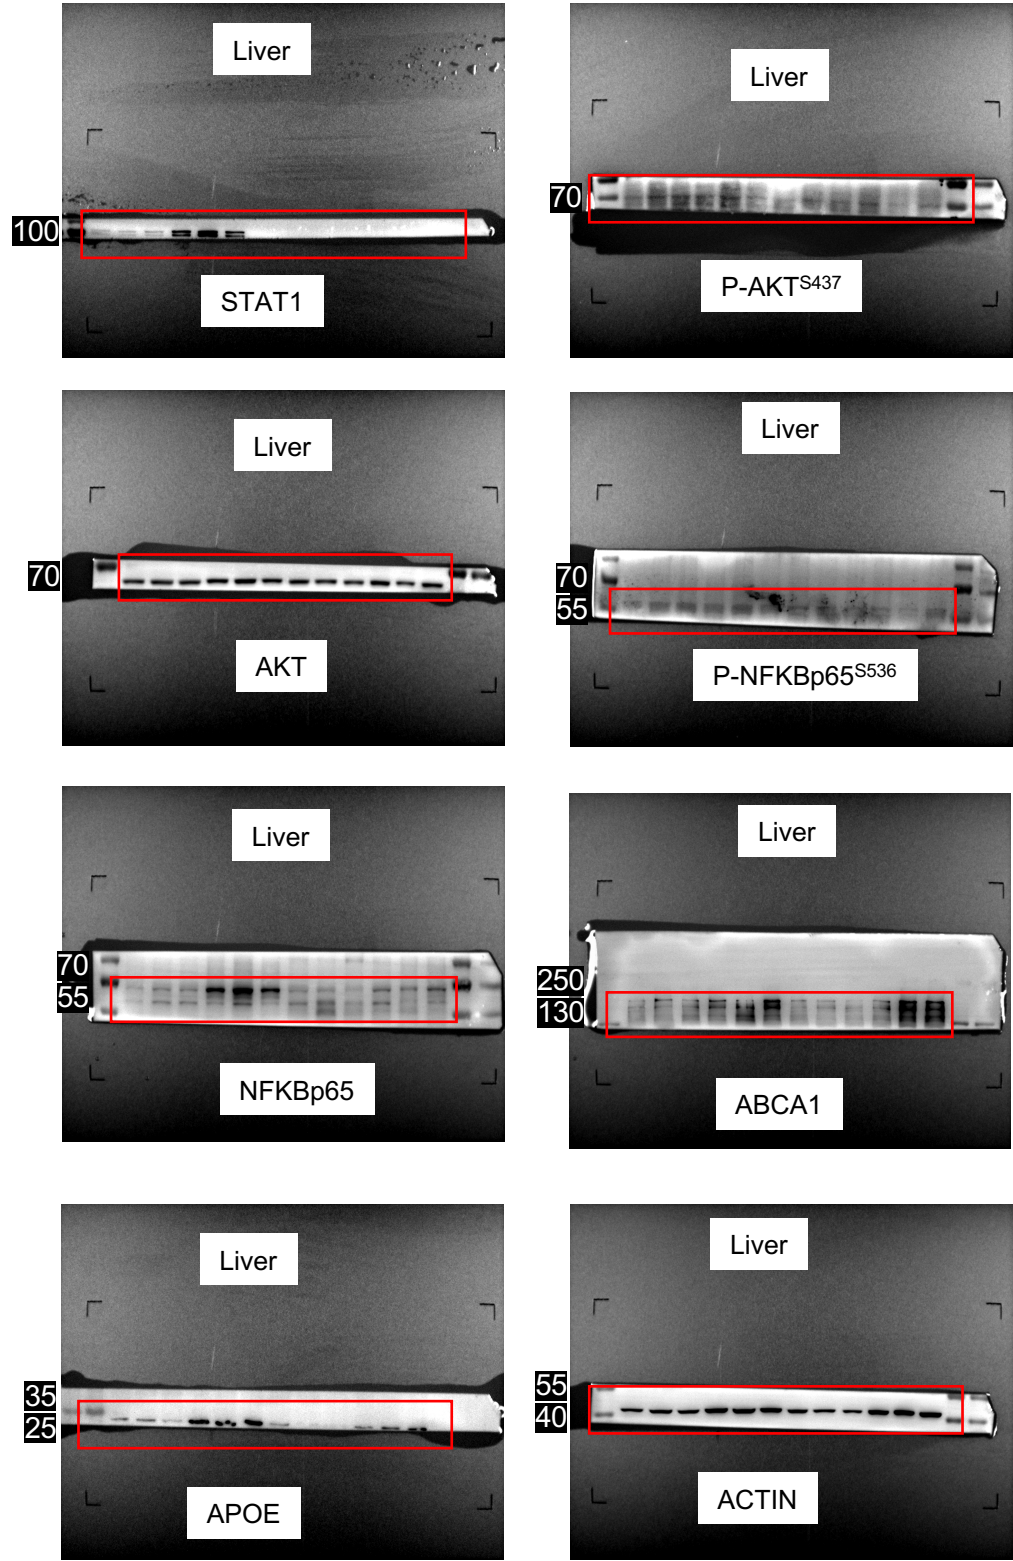 Liver
100
STAT1
Liver
70
P-AKTS437
Liver
70
AKT
Liver
70
55
P-NFKBp65S536
Liver
70
55
NFKBp65
Liver
250
130
ABCA1
Liver
35
25
APOE
Liver
55
40
ACTIN